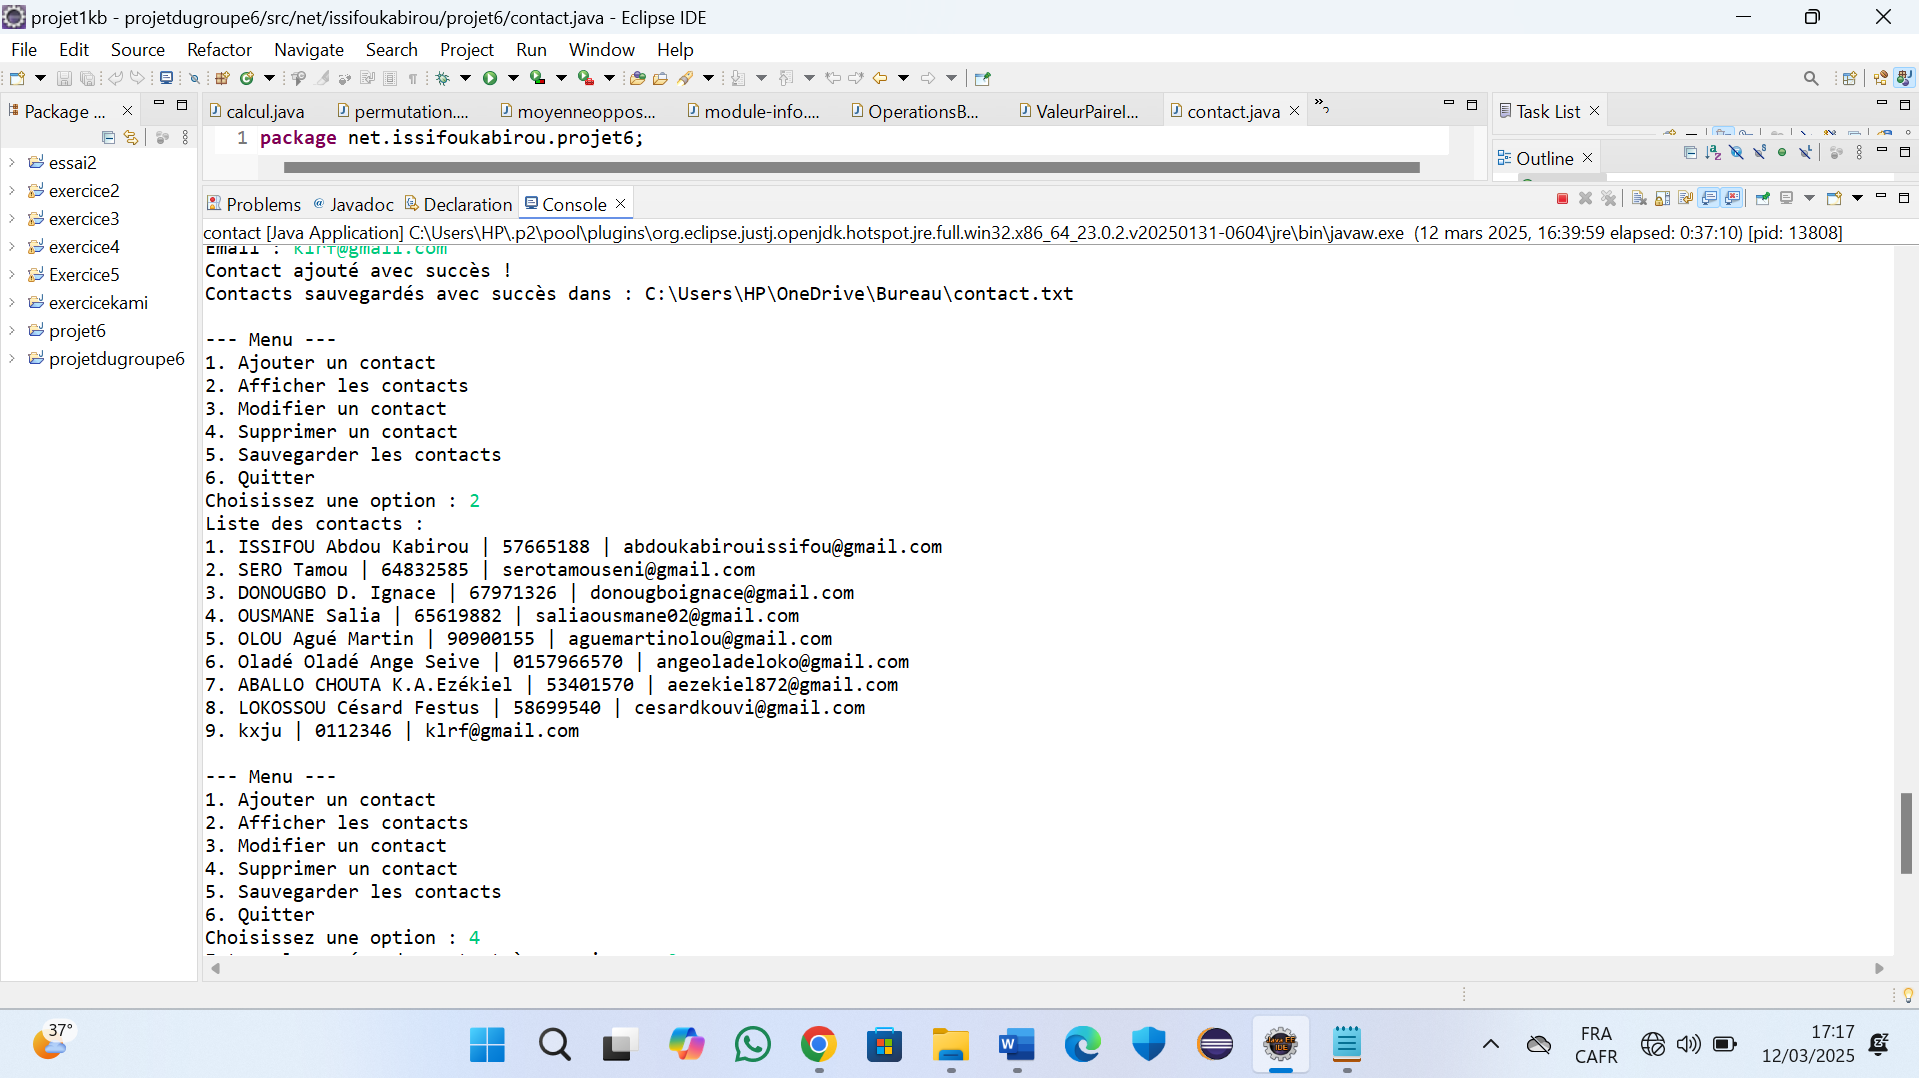 projet1kb - projetdugroupe6/src/net/issifoukabirou/projet6/contact.java - Eclipse IDE
File Edit Source Refactor Navigate Search Project Run Window Help
Package ...
calcul.java permutation.... moyenneoppos... module-info.... OperationsB... ValeurPaireI... contact.java
Task List
1 package net.issifoukabirou.projet6;
Outline
essai2
exercice2
exercice3
exercice4
Exercice5
exercicekami
projet6
projetdugroupe6
Problems Javadoc Declaration Console
contact [Java Application] C:\Users\HP\.p2\pool\plugins\org.eclipse.justj.openjdk.hotspot.jre.full.win32.x86_64_23.0.2.v20250131-0604\jre\bin\javaw.exe (12 mars 2025, 16:39:59 elapsed: 0:37:10) [pid: 13808]
Email : klrf@gmail.com
Contact ajouté avec succès !
Contacts sauvegardés avec succès dans : C:\Users\HP\OneDrive\Bureau\contact.txt
--- Menu ---
1. Ajouter un contact
2. Afficher les contacts
3. Modifier un contact
4. Supprimer un contact
5. Sauvegarder les contacts
6. Quitter
Choisissez une option : 2
Liste des contacts :
1. ISSIFOU Abdou Kabirou | 57665188 | abdoukabirouissifou@gmail.com
2. SERO Tamou | 64832585 | serotamouseni@gmail.com
3. DONOUGBO D. Ignace | 67971326 | donougboignace@gmail.com
4. OUSMANE Salia | 65619882 | saliaousmane02@gmail.com
5. OLOU Agué Martin | 90900155 | aguemartinolou@gmail.com
6. Oladé Oladé Ange Seive | 0157966570 | angeoladeloko@gmail.com
7. ABALLO CHOUTA K.A.Ezékiel | 53401570 | aezekiel872@gmail.com
8. LOKOSSOU Césard Festus | 58699540 | cesardkouvi@gmail.com
9. kxju | 0112346 | klrf@gmail.com
--- Menu ---
1. Ajouter un contact
2. Afficher les contacts
3. Modifier un contact
4. Supprimer un contact
5. Sauvegarder les contacts
6. Quitter
Choisissez une option : 4
37°
FRA
CAFR
17:17
12/03/2025